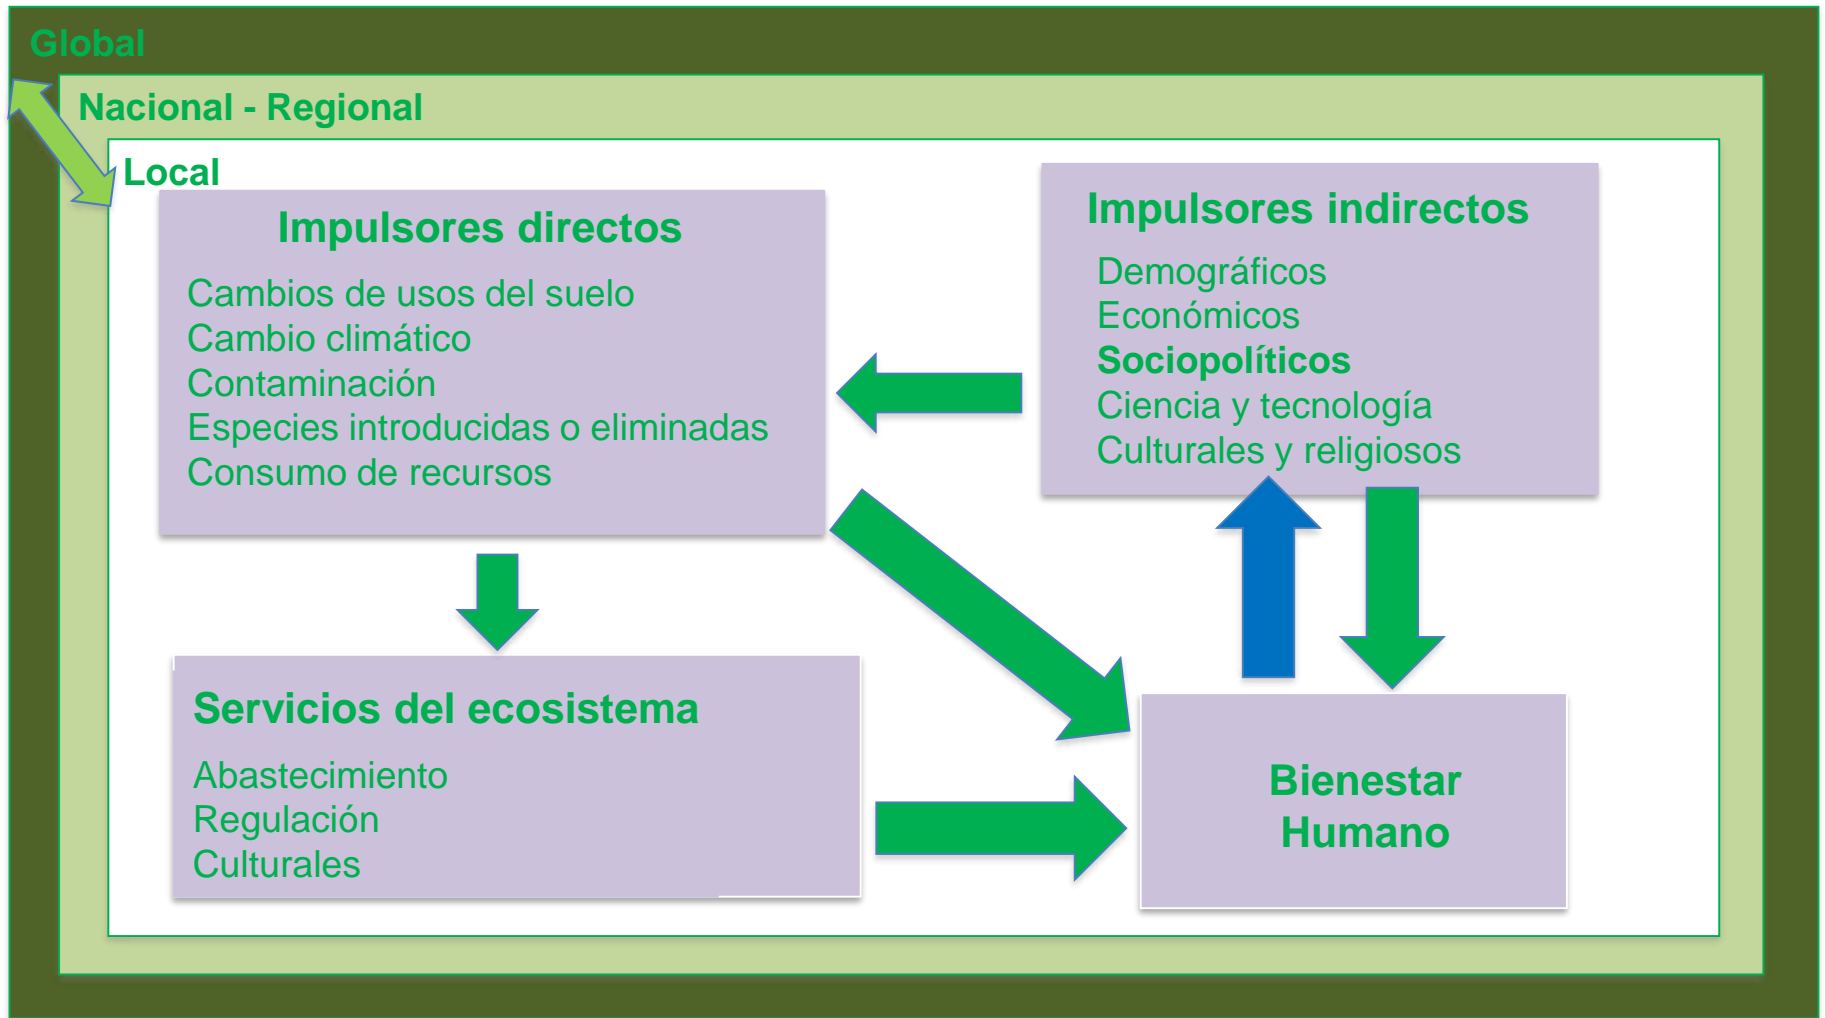 Global
Nacional - Regional
Local
Impulsores directos
Cambios de usos del suelo
Cambio climático
Contaminación
Especies introducidas o eliminadas
Consumo de recursos
Impulsores indirectos
Demográficos
Económicos
Sociopolíticos
Ciencia y tecnología
Culturales y religiosos
Servicios del ecosistema
Abastecimiento
Regulación
Culturales
Bienestar
Humano